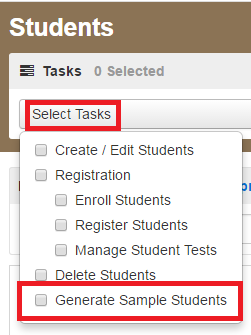 Students
Tasks 0 Selected
Select Tasks
Create / Edit Students
Registration
Enroll Students
Register Students
Manage Student Tests
Delete Students
Generate Sample Students